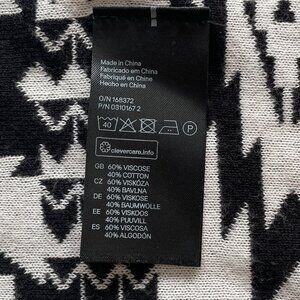 Made in China
Fabricado em China
Fabriqué en Chine
Hecho en China
O/N 168372
P/N 0310167 2
40
P
clevercare.info
GB 60% VISCOSE
40% COTTON
CZ 60% VISKÓZA
40% BAVLNA
DE 60% VISKOSE
40% BAUMWOLLE
EE 60% VISKOOS
40% PUUVILL
ES 60% VISCOSA
40% ALGODÓN